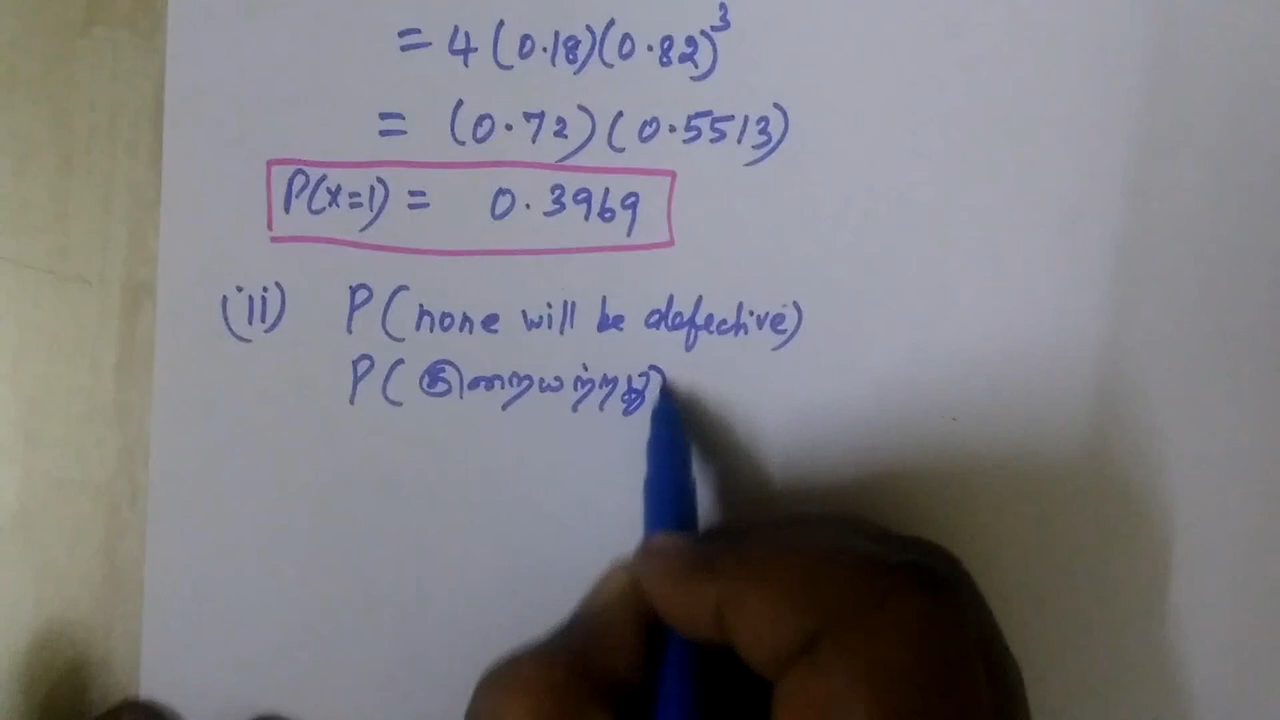 = 4 (0.18)(0.82)³
= (0.72)(0.5513)
P(x=1) = 0.3969
(ii) P(none will be defective)
P( குறையற்றது)